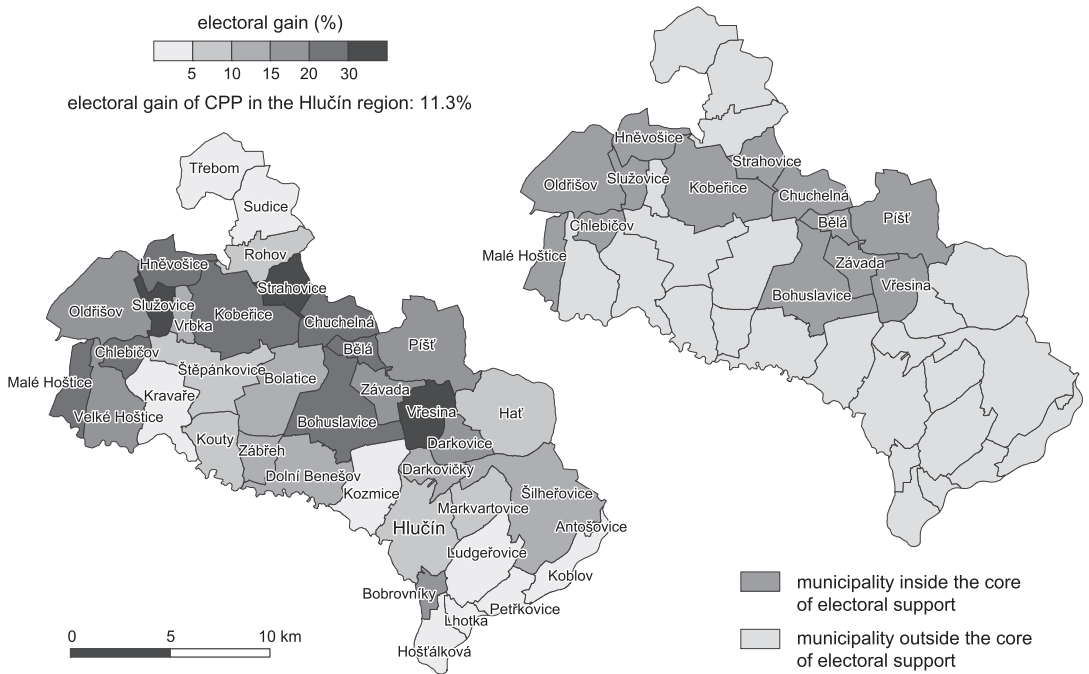 electoral gain (%)
5 10 15 20 30
electoral gain of CPP in the Hlučín region: 11.3%
Třebom
Sudice
Rohov
Hněvošice
Strahovice
Oldřišov
Služovice
Vrbka
Kobeřice
Chuchelná
Píšť
Chlebičov
Bělá
Malé Hoštice
Štěpánkovice
Bolatice
Závada
Kravaře
Velké Hoštice
Bohuslavice
Vřesina
Hať
Kouty
Zábřeh
Darkovice
Dolní Benešov
Darkovičky
Kozmice
Šilheřovice
Markvartovice
Hlučín
Antošovice
Ludgeřovice
Koblov
Bobrovníky
Petřkovice
Lhotka
Hošťálková
0 5 10 km
Hněvošice
Strahovice
Oldřišov
Služovice
Kobeřice
Chuchelná
Chlebičov
Bělá
Píšť
Malé Hoštice
Závada
Bohuslavice
Vřesina
municipality inside the core
of electoral support
municipality outside the core
of electoral support